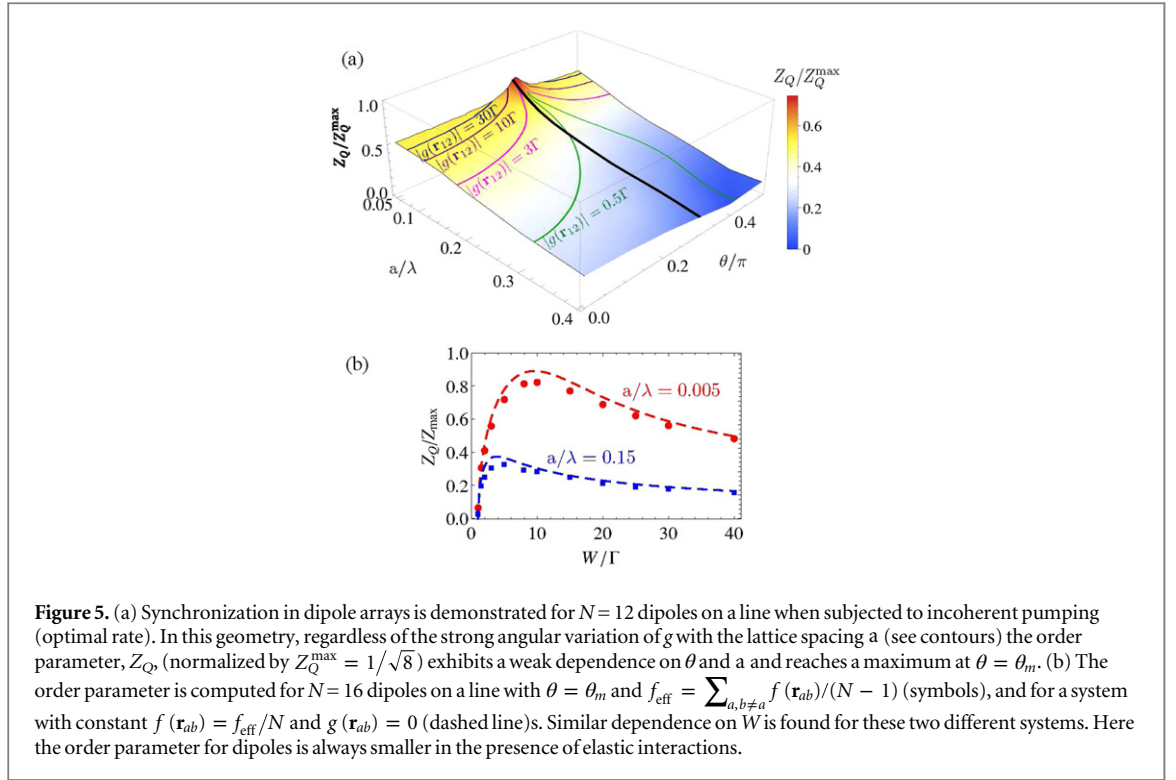 (a)
Z_Q/Z_Q^max
1.0
0.5
0.0
0.05
0.1
0.2
0.3
0.4
a/λ
0.0
0.2
0.4
θ/π
|g(r₁₂)| = 30Γ
|g(r₁₂)| = 10Γ
|g(r₁₂)| = 3Γ
|g(r₁₂)| = 0.5Γ
Z_Q/Z_Q^max
0.6
0.4
0.2
0
(b)
Z_Q/Z_max
1.0
0.8
0.6
0.4
0.2
0.0
a/λ = 0.005
a/λ = 0.15
0 10 20 30 40
W/Γ
Figure 5. (a) Synchronization in dipole arrays is demonstrated for N = 12 dipoles on a line when subjected to incoherent pumping
(optimal rate). In this geometry, regardless of the strong angular variation of g with the lattice spacing a (see contours) the order
parameter, Z_Q, (normalized by Z_Q^max = 1/√8) exhibits a weak dependence on θ and a and reaches a maximum at θ = θ_m. (b) The
order parameter is computed for N = 16 dipoles on a line with θ = θ_m and f_eff = ∑_{a,b≠a} f(r_ab)/(N − 1) (symbols), and for a system
with constant f(r_ab) = f_eff/N and g(r_ab) = 0 (dashed line)s. Similar dependence on W is found for these two different systems. Here
the order parameter for dipoles is always smaller in the presence of elastic interactions.